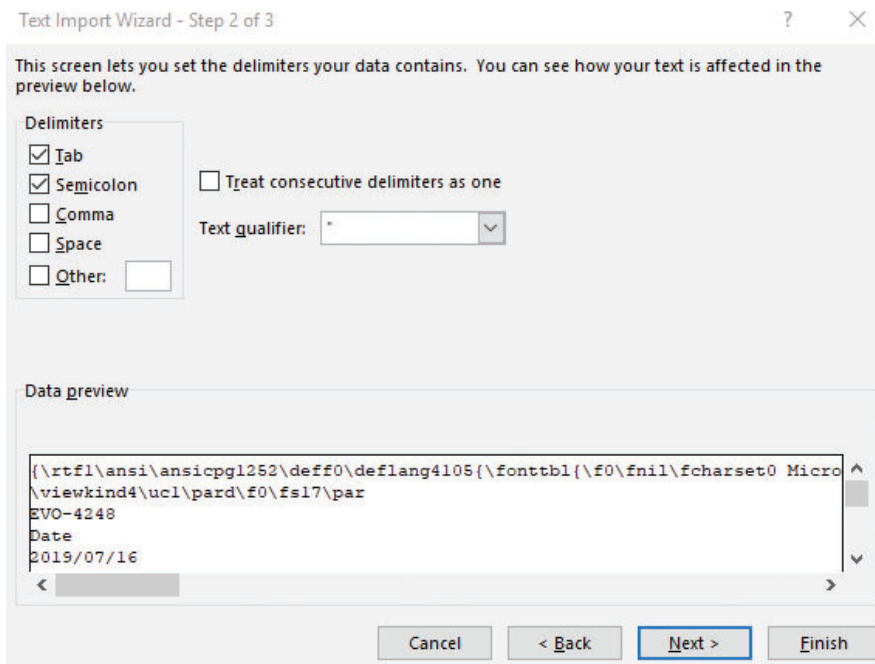 Text Import Wizard - Step 2 of 3
?
This screen lets you set the delimiters your data contains. You can see how your text is affected in the
preview below.
Delimiters
Tab
Semicolon
Comma
Space
Other:
Treat consecutive delimiters as one
Text qualifier: "
Data preview
{\rtf1\ansi\ansicpg1252\deff0\deflang4105{\fonttbl{\f0\fnil\fcharset0 Micro
\viewkind4\uc1\pard\f0\fs17\par
EVO-4248
Date
2019/07/16
Cancel
< Back
Next >
Finish